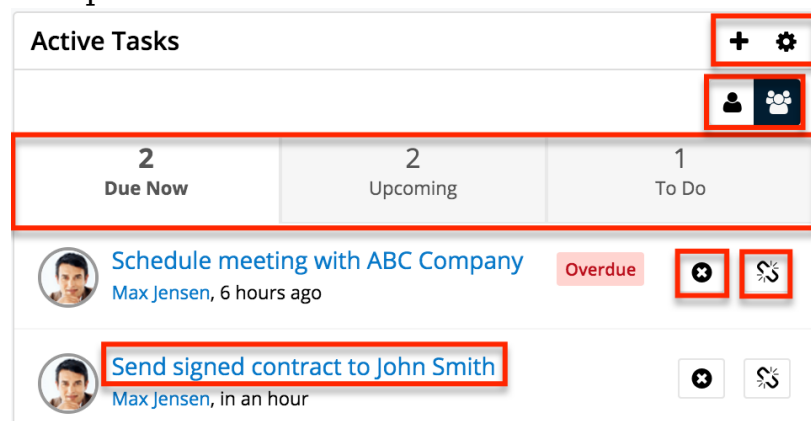 Active Tasks
2 2 1
Due Now Upcoming To Do
Schedule meeting with ABC Company Overdue
Max Jensen, 6 hours ago
Send signed contract to John Smith
Max Jensen, in an hour